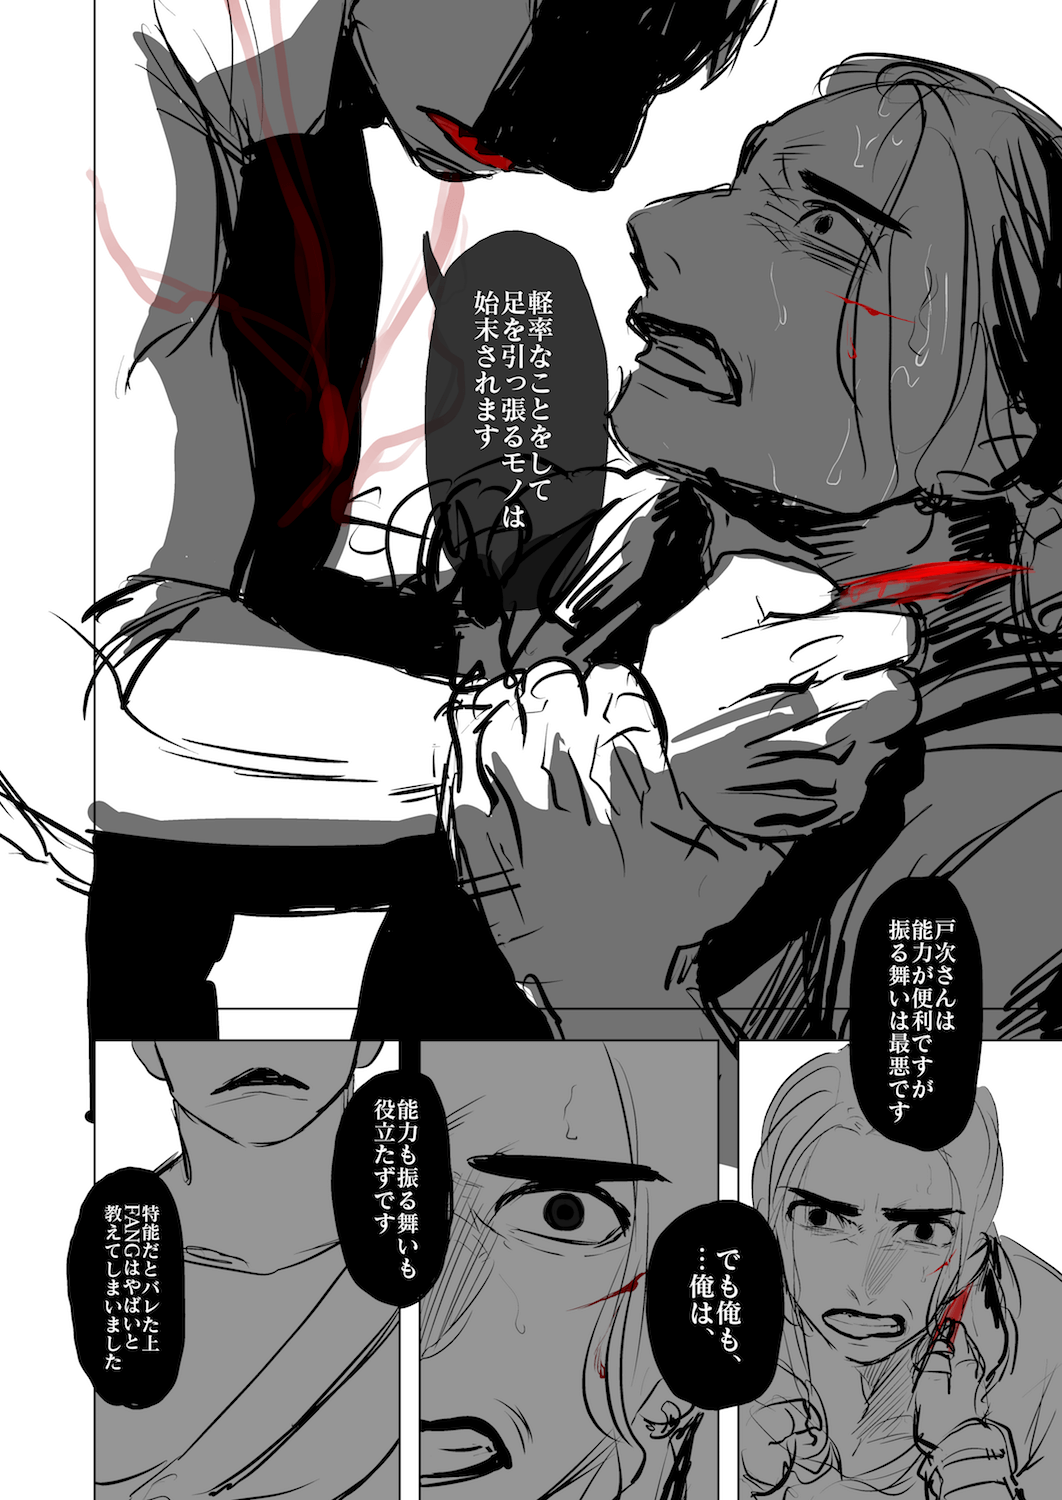 軽率なことをして
足を引っ張るモノは
始末されます
戸次さんは
能力が便利ですが
振る舞いは最悪です
でも俺も、
…俺は、
能力も振る舞いも
役立たずです
特能だとバレた上
FANGはやばいと
教えてしまいました